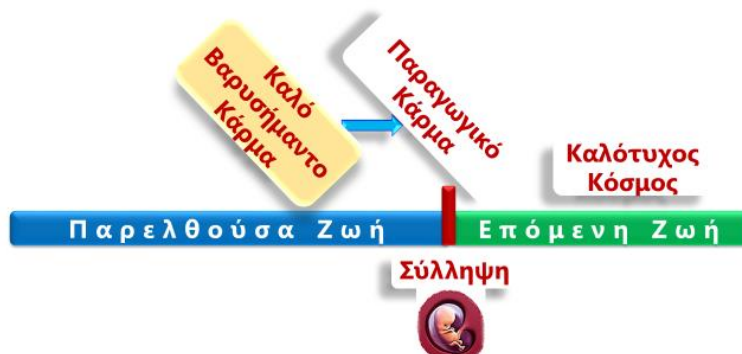 Καλό
Βαρυσήμαντο
Κάρμα
Παραγωγικό
Κάρμα
Καλότυχος
Κόσμος
Παρελθούσα Ζωή
Επόμενη Ζωή
Σύλληψη